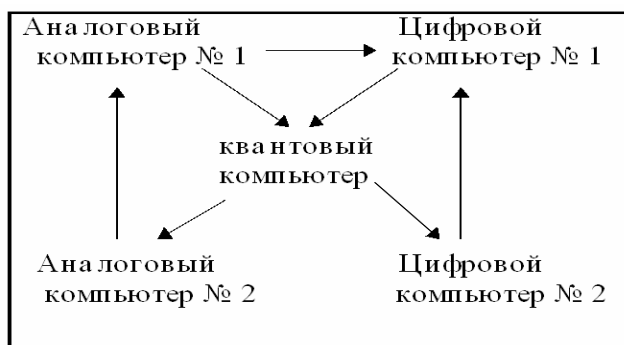 Аналоговый
компьютер № 1
Цифровой
компьютер № 1
квантовый
компьютер
Аналоговый
компьютер № 2
Цифровой
компьютер № 2